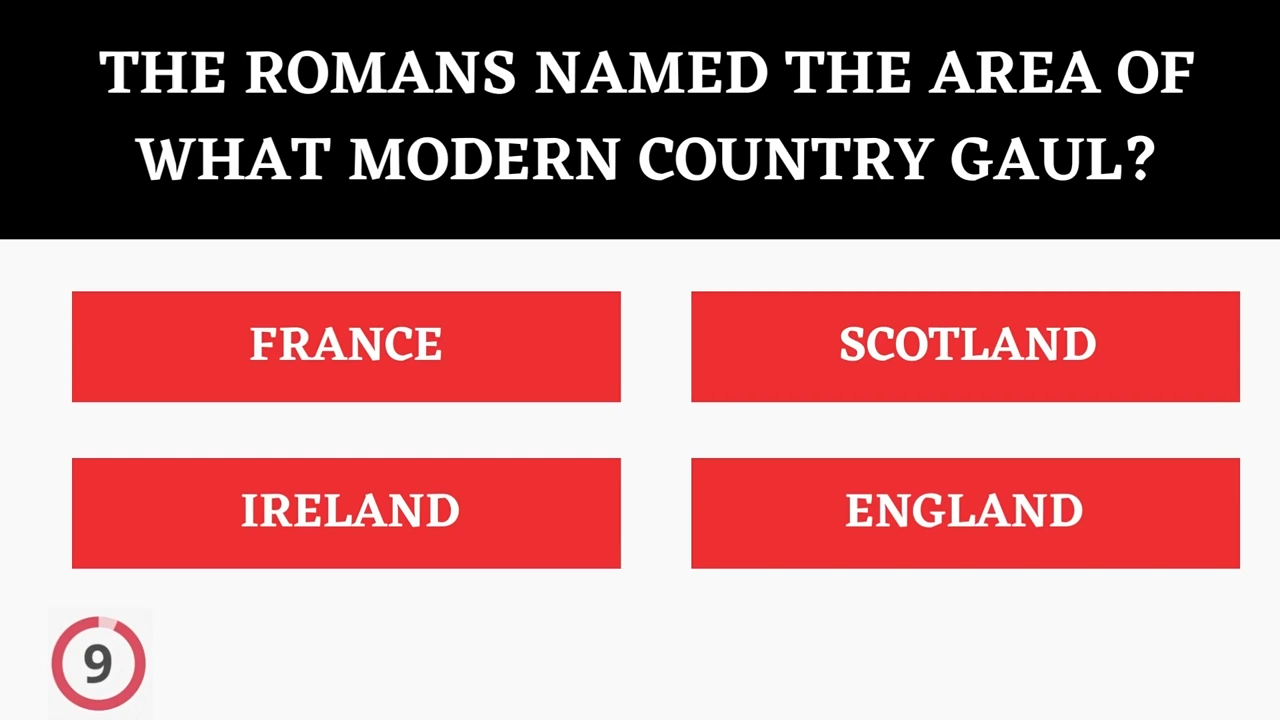 THE ROMANS NAMED THE AREA OF
WHAT MODERN COUNTRY GAUL?
FRANCE
SCOTLAND
IRELAND
ENGLAND
9